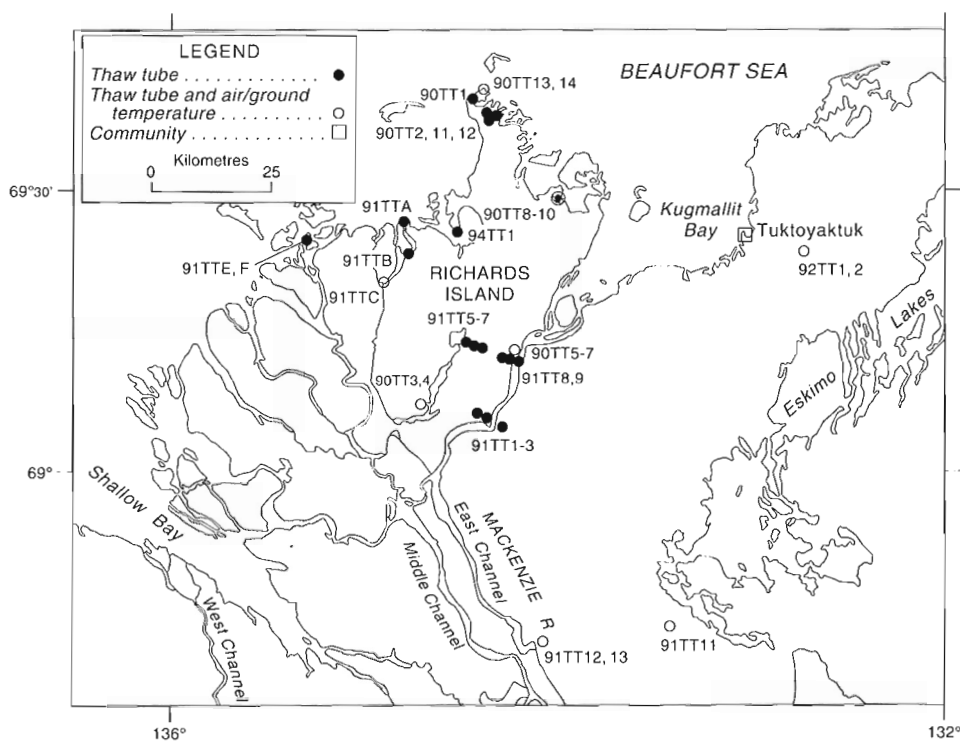 LEGEND
Thaw tube . . . . . . . . . . . . .
Thaw tube and air/ground
temperature . . . . . . . . .
Community . . . . . . . . . . . .
Kilometres
0 25
BEAUFORT SEA
90TT1
90TT13, 14
90TT2, 11, 12
69°30'
91TTA
90TT8-10
94TT1
Kugmallit
Bay
Tuktoyaktuk
92TT1, 2
91TTE, F
91TTB
91TTC
RICHARDS
ISLAND
91TT5-7
90TT5-7
91TT8,9
90TT3,4
91TT1-3
Eskimo
Lakes
69°
Shallow Bay
MACKENZIE R
East Channel
Middle Channel
West Channel
91TT12, 13
91TT11
136°
132°